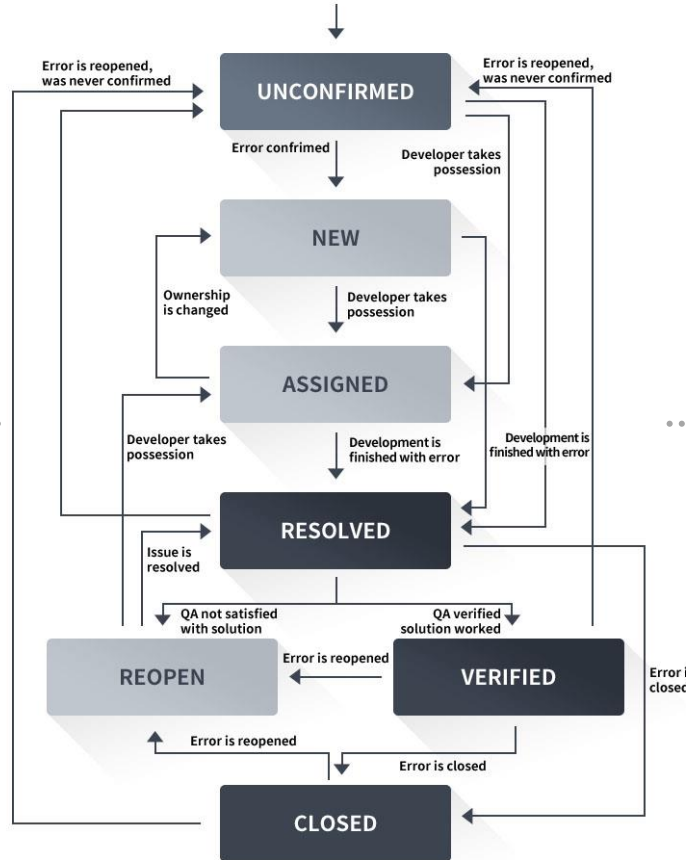 Error is reopened,
was never confirmed
Error is reopened,
was never confirmed
UNCONFIRMED
Error confrimed
Developer takes
possession
NEW
Ownership
is changed
Developer takes
possession
ASSIGNED
Developer takes
possession
Development is
finished with error
Development is
finished with error
RESOLVED
Issue is
resolved
QA not satisfied
with solution
QA verified
solution worked
REOPEN
Error is reopened
VERIFIED
Error i
closed
Error is reopened
Error is closed
CLOSED